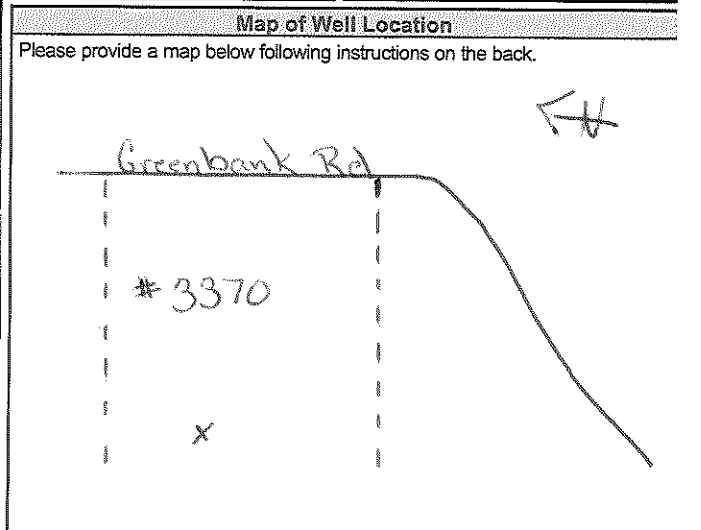 Map of Well Location
Please provide a map below following instructions on the back.
N
Greenbank Rd
#3370
x